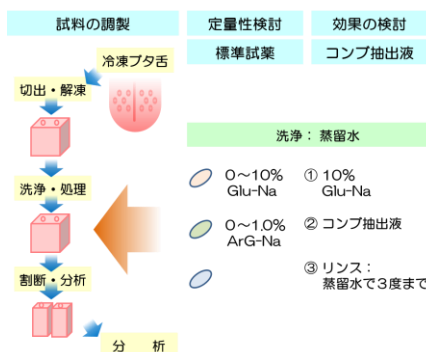 試料の調製
定量性検討
効果の検討
標準試薬
コンブ抽出液
冷凍ブタ舌
切出・解凍
洗浄・処理
割断・分析
分　析
洗浄： 蒸留水
0～10%
Glu-Na
0～1.0%
ArG-Na
① 10%
Glu-Na
② コンブ抽出液
③ リンス：
蒸留水で３度まで